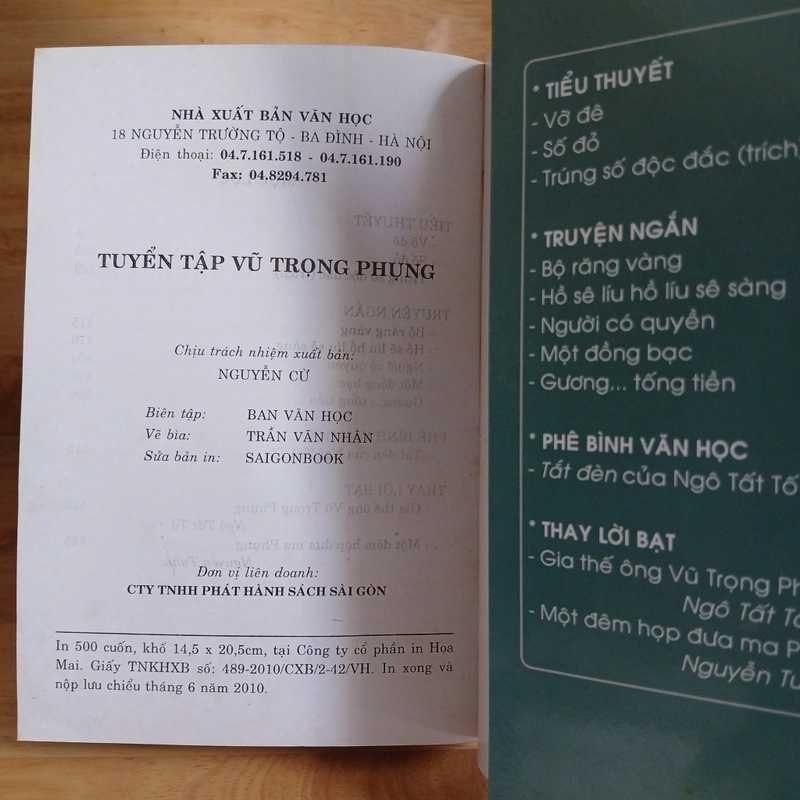 NHÀ XUẤT BẢN VĂN HỌC
18 NGUYỄN TRƯỜNG TỘ - BA ĐÌNH - HÀ NỘI
Điện thoại: 04.7.161.518 - 04.7.161.190
Fax: 04.8294.781
TUYỂN TẬP VŨ TRỌNG PHỤNG
Chịu trách nhiệm xuất bản:
NGUYỄN CỪ
Biên tập: BAN VĂN HỌC
Vẽ bìa: TRẦN VĂN NHÂN
Sửa bản in: SAIGONBOOK
Đơn vị liên doanh:
CTY TNHH PHÁT HÀNH SÁCH SÀI GÒN
In 500 cuốn, khổ 14,5 x 20,5cm, tại Công ty cổ phần in Hoa
Mai. Giấy TNKHXB số: 489-2010/CXB/2-42/VH. In xong và
nộp lưu chiểu tháng 6 năm 2010.
* TIỂU THUYẾT
- Vỡ đê
- Số đỏ
- Trúng số độc đắc (trích)
* TRUYỆN NGẮN
- Bộ răng vàng
- Hồ sê líu hồ líu sê sàng
- Người có quyền
- Một đồng bạc
- Gương... tống tiền
* PHÊ BÌNH VĂN HỌC
- Tắt đèn của Ngô Tất Tố
* THAY LỜI BẠT
- Gia thế ông Vũ Trọng Ph
Ngô Tất Tố
- Một đêm họp đưa ma P
Nguyễn Tu